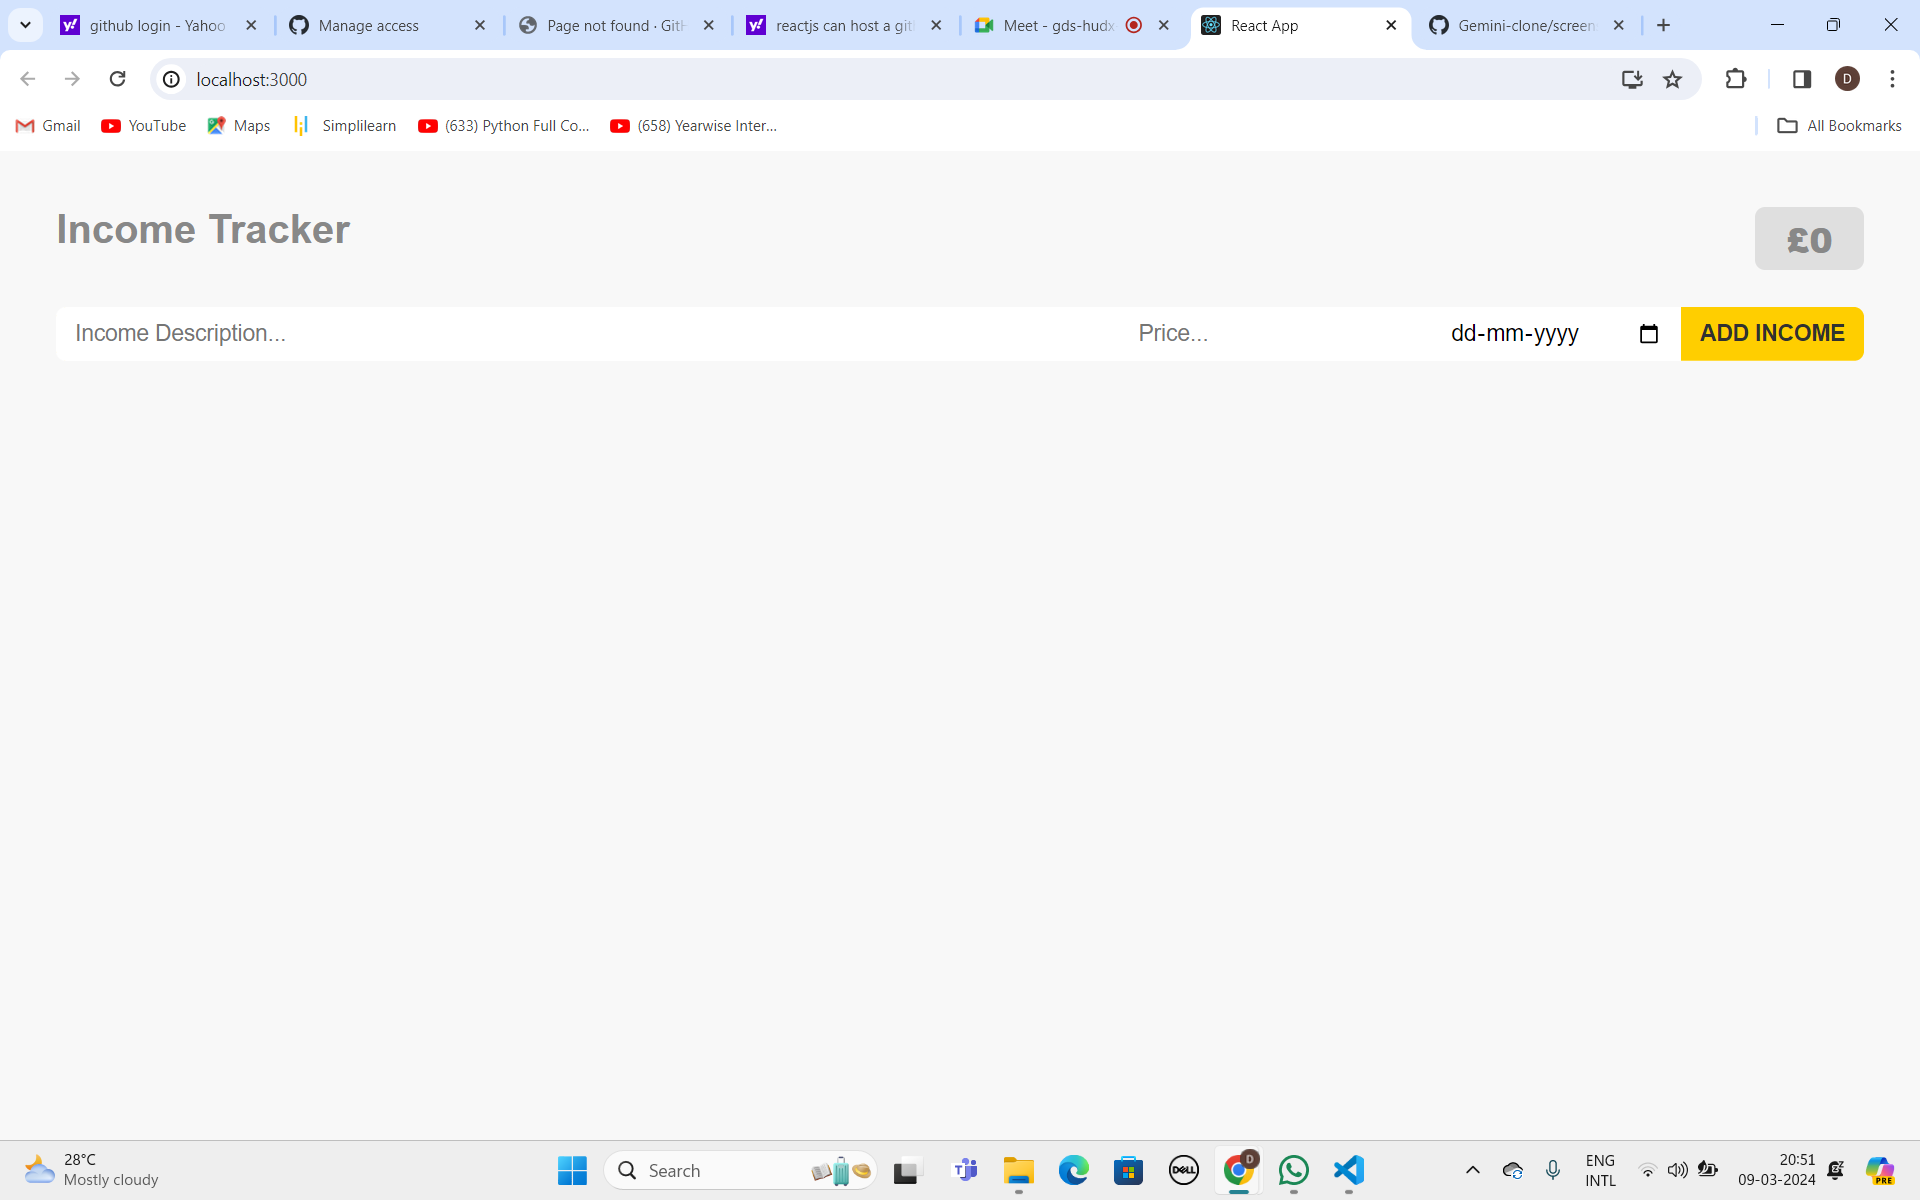 github login - Yahoo
Manage access
Page not found · GitH
reactjs can host a git
Meet - gds-hudx
React App
Gemini-clone/screens
localhost:3000
D
Gmail
YouTube
Maps
Simplilearn
(633) Python Full Co...
(658) Yearwise Inter...
All Bookmarks
Income Tracker
£0
Income Description...
Price...
dd-mm-yyyy
ADD INCOME
28°C
Mostly cloudy
Search
DELL
D
ENG
INTL
20:51
09-03-2024
PRE